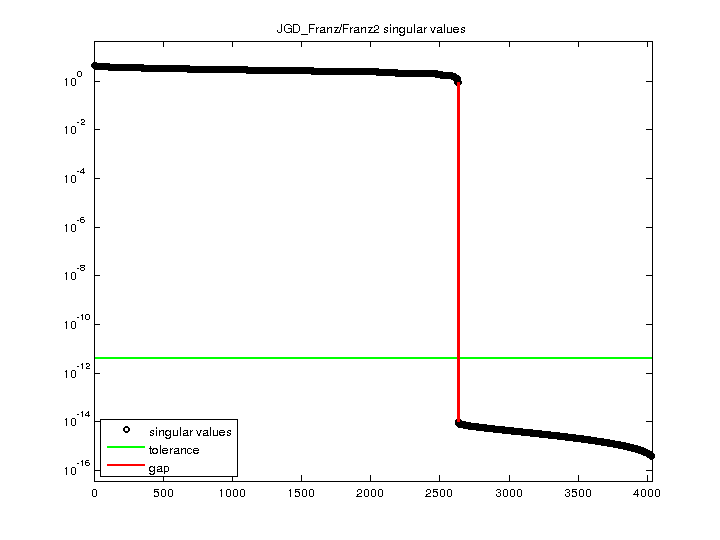 JGD_Franz/Franz2 singular values
10^0
10^-2
10^-4
10^-6
10^-8
10^-10
10^-12
10^-14
10^-16
singular values
tolerance
gap
0 500 1000 1500 2000 2500 3000 3500 4000